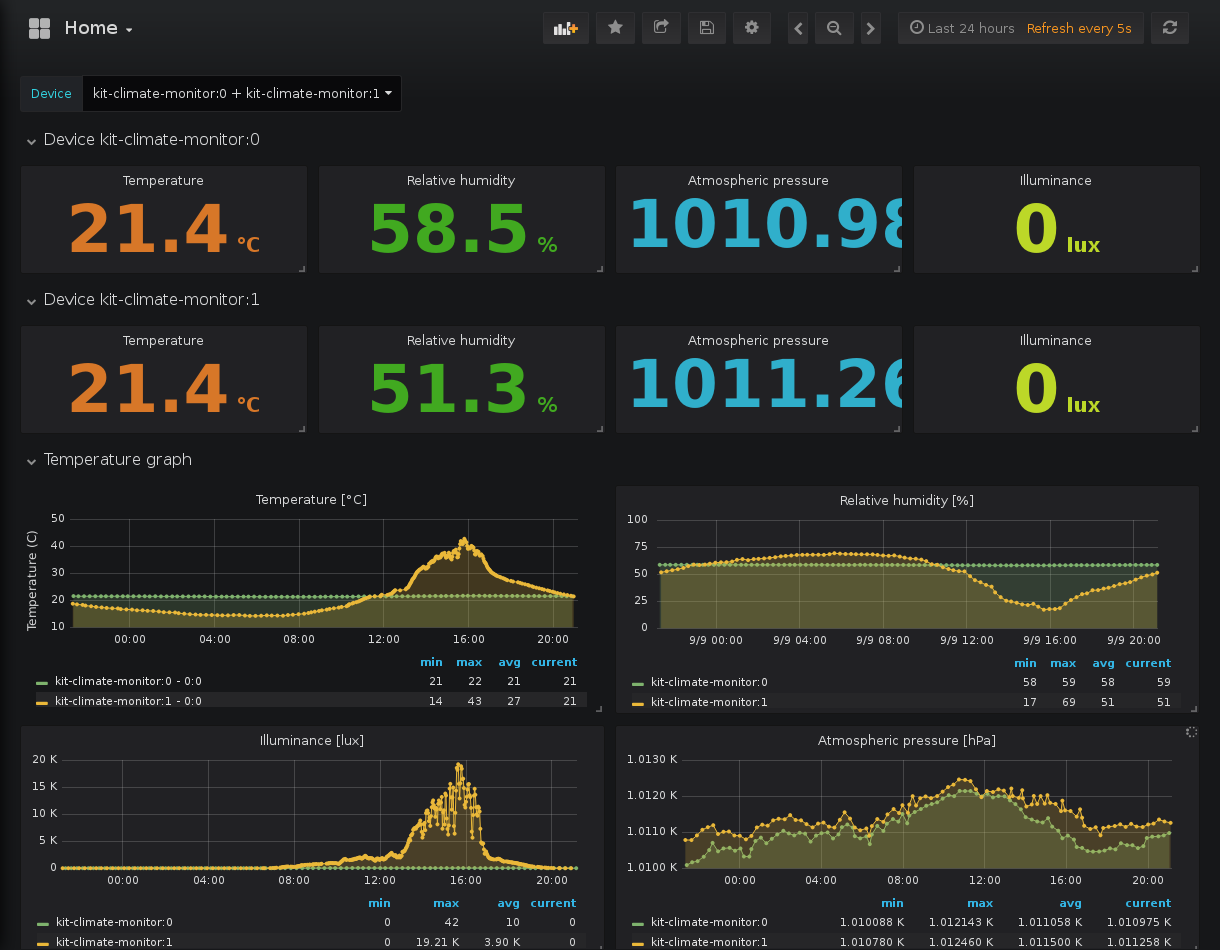 Home
Last 24 hours Refresh every 5s
Device kit-climate-monitor:0 + kit-climate-monitor:1
Device kit-climate-monitor:0
Temperature Relative humidity Atmospheric pressure Illuminance
21.4 °C 58.5 % 1010.98 0 lux
Device kit-climate-monitor:1
Temperature Relative humidity Atmospheric pressure Illuminance
21.4 °C 51.3 % 1011.26 0 lux
Temperature graph
Temperature [°C]
Temperature (C)
50
40
30
20
10
00:00 04:00 08:00 12:00 16:00 20:00
min max avg current
kit-climate-monitor:0 - 0:0 21 22 21 21
kit-climate-monitor:1 - 0:0 14 43 27 21
Relative humidity [%]
100
75
50
25
0
9/9 00:00 9/9 04:00 9/9 08:00 9/9 12:00 9/9 16:00 9/9 20:00
min max avg current
kit-climate-monitor:0 58 59 58 59
kit-climate-monitor:1 17 69 51 51
Illuminance [lux]
20 K
15 K
10 K
5 K
0
00:00 04:00 08:00 12:00 16:00 20:00
min max avg current
kit-climate-monitor:0 0 42 10 0
kit-climate-monitor:1 0 19.21 K 3.90 K 0
Atmospheric pressure [hPa]
1.0130 K
1.0120 K
1.0110 K
1.0100 K
00:00 04:00 08:00 12:00 16:00 20:00
min max avg current
kit-climate-monitor:0 1.010088 K 1.012143 K 1.011058 K 1.010975 K
kit-climate-monitor:1 1.010780 K 1.012460 K 1.011500 K 1.011258 K